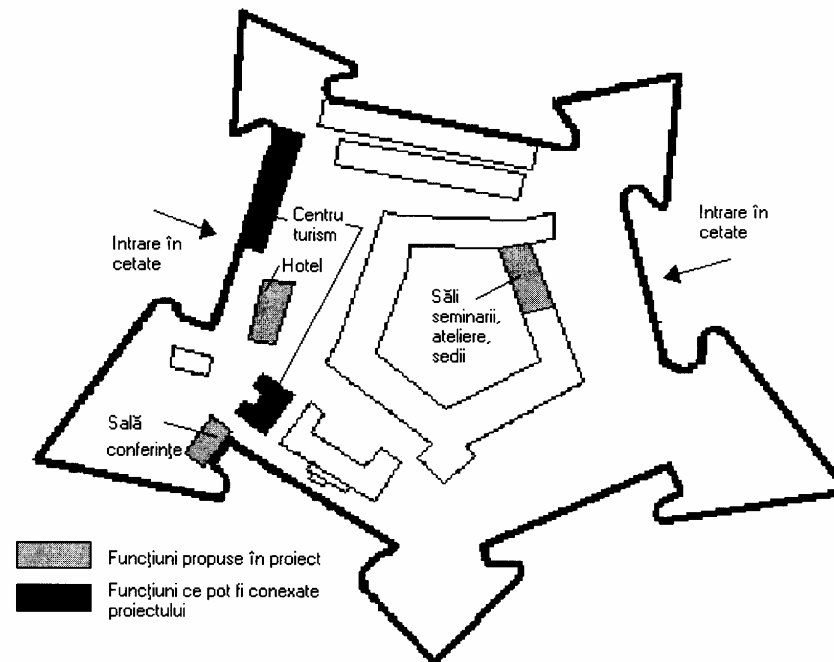 Centru
turism
Intrare în
cetate
Hotel
Intrare în
cetate
Săli
seminarii,
ateliere,
sedii
Sală
conferințe
Funcțiuni propuse în proiect
Funcțiuni ce pot fi conexate
proiectului